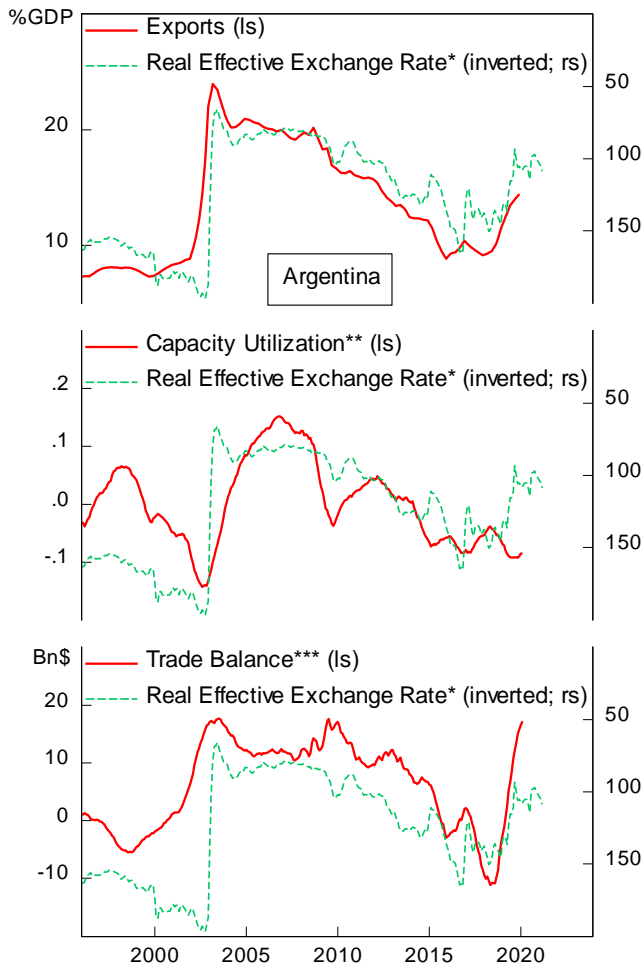 %GDP
Exports (ls)
Real Effective Exchange Rate* (inverted; rs)
50
20
100
150
10
Argentina
Capacity Utilization** (ls)
.2
Real Effective Exchange Rate* (inverted; rs)
50
.1
100
.0
150
-.1
Bn$
Trade Balance*** (ls)
Real Effective Exchange Rate* (inverted; rs)
20
50
10
100
0
150
-10
2000 2005 2010 2015 2020